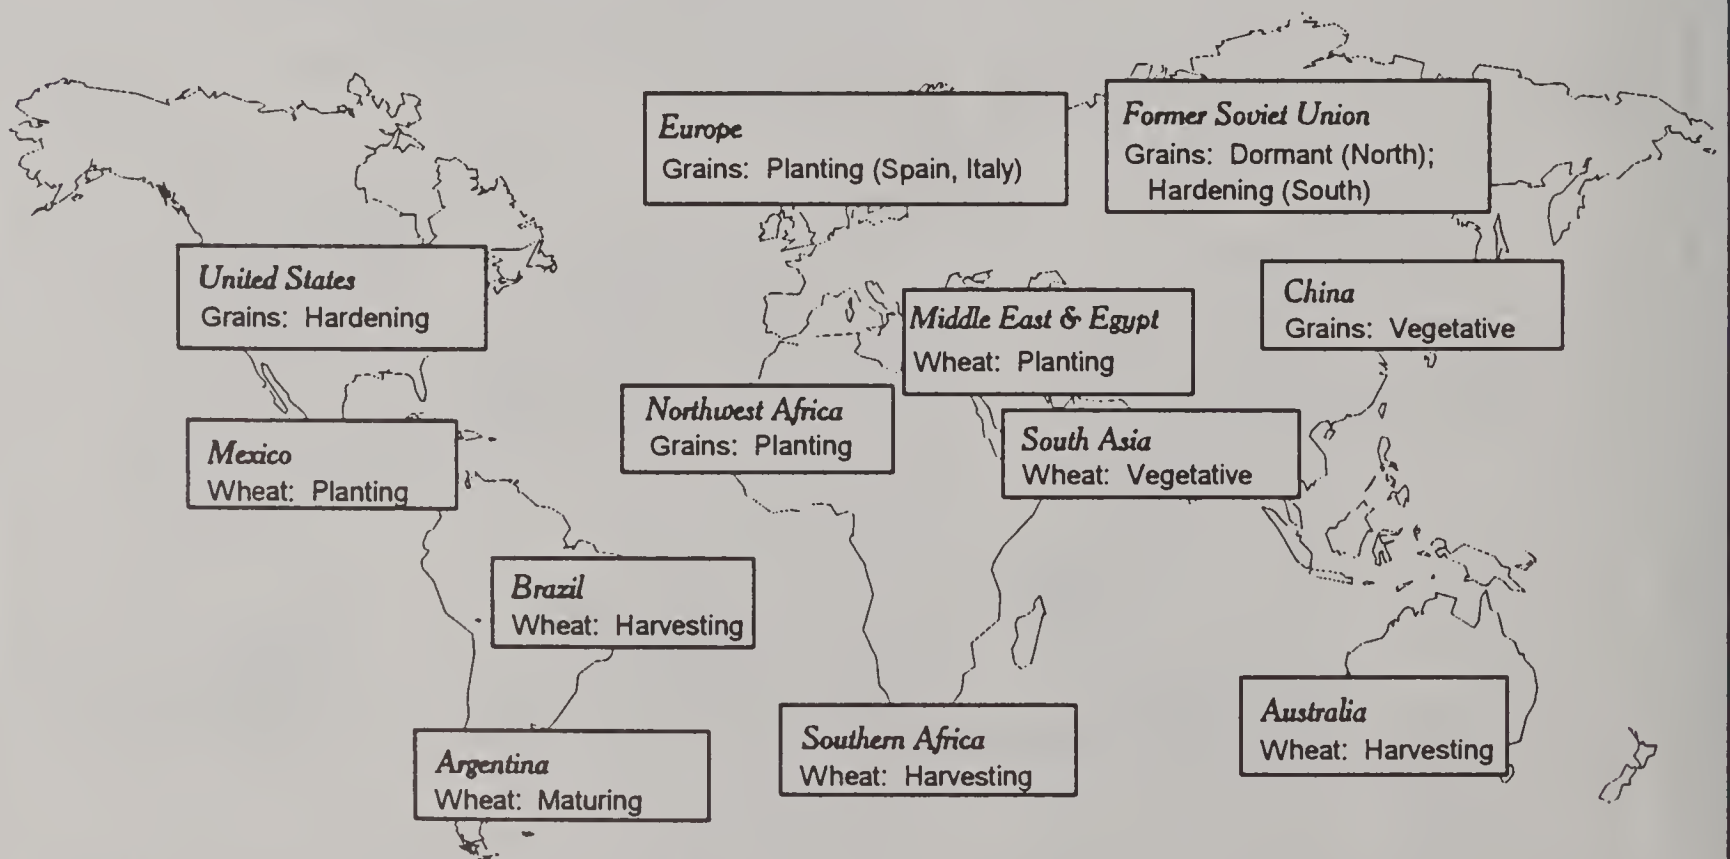 Europe
Grains: Planting (Spain, Italy)
Former Soviet Union
Grains: Dormant (North);
Hardening (South)
United States
Grains: Hardening
Middle East & Egypt
Wheat: Planting
China
Grains: Vegetative
Northwest Africa
Grains: Planting
South Asia
Wheat: Vegetative
Mexico
Wheat: Planting
Brazil
Wheat: Harvesting
Argentina
Wheat: Maturing
Southern Africa
Wheat: Harvesting
Australia
Wheat: Harvesting